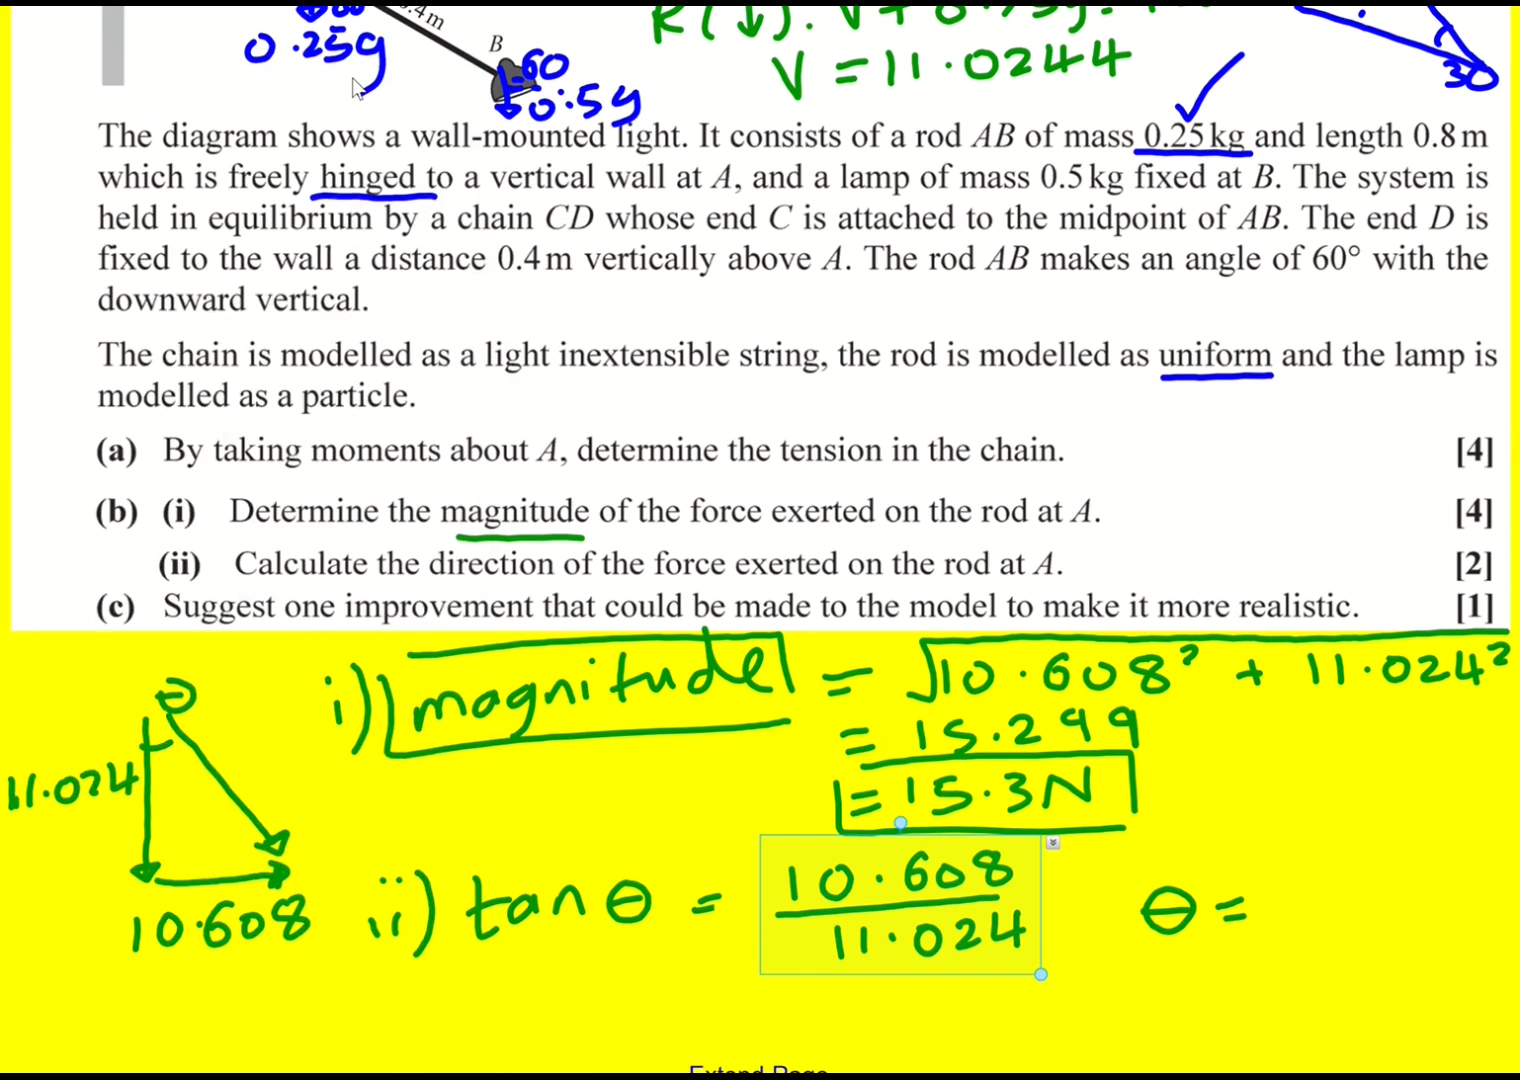 0.25g
.4m
B
60
0.5g
V = 11.0244
30
The diagram shows a wall-mounted light. It consists of a rod AB of mass 0.25 kg and length 0.8 m
which is freely hinged to a vertical wall at A, and a lamp of mass 0.5 kg fixed at B. The system is
held in equilibrium by a chain CD whose end C is attached to the midpoint of AB. The end D is
fixed to the wall a distance 0.4 m vertically above A. The rod AB makes an angle of 60° with the
downward vertical.
The chain is modelled as a light inextensible string, the rod is modelled as uniform and the lamp is
modelled as a particle.
(a) By taking moments about A, determine the tension in the chain. [4]
(b) (i) Determine the magnitude of the force exerted on the rod at A. [4]
(ii) Calculate the direction of the force exerted on the rod at A. [2]
(c) Suggest one improvement that could be made to the model to make it more realistic. [1]
i) magnitude = √10.608² + 11.024²
= 15.299
= 15.3N
θ
11.024
10.608
ii) tan θ = 10.608
11.024
θ =